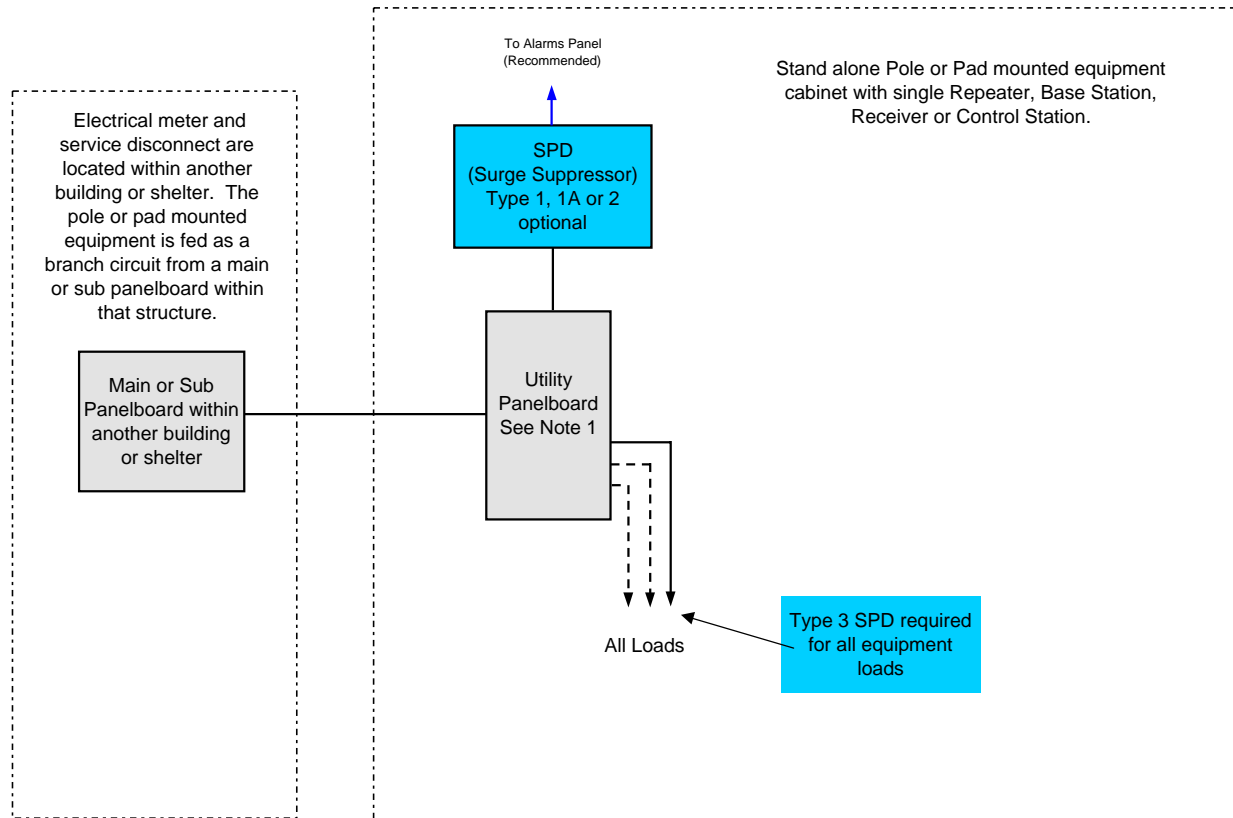 To Alarms Panel
(Recommended)
Stand alone Pole or Pad mounted equipment
cabinet with single Repeater, Base Station,
Receiver or Control Station.
Electrical meter and
service disconnect are
located within another
building or shelter.  The
pole or pad mounted
equipment is fed as a
branch circuit from a main
or sub panelboard within
that structure.
SPD
(Surge Suppressor)
Type 1, 1A or 2
optional
Main or Sub
Panelboard within
another building
or shelter
Utility
Panelboard
See Note 1
All Loads
Type 3 SPD required
for all equipment
loads